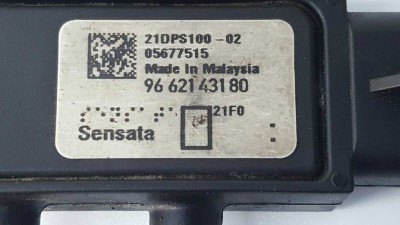 21DPS100 -02
05677515
Made In Malaysia
96 621 431 80
21F0
Sensata